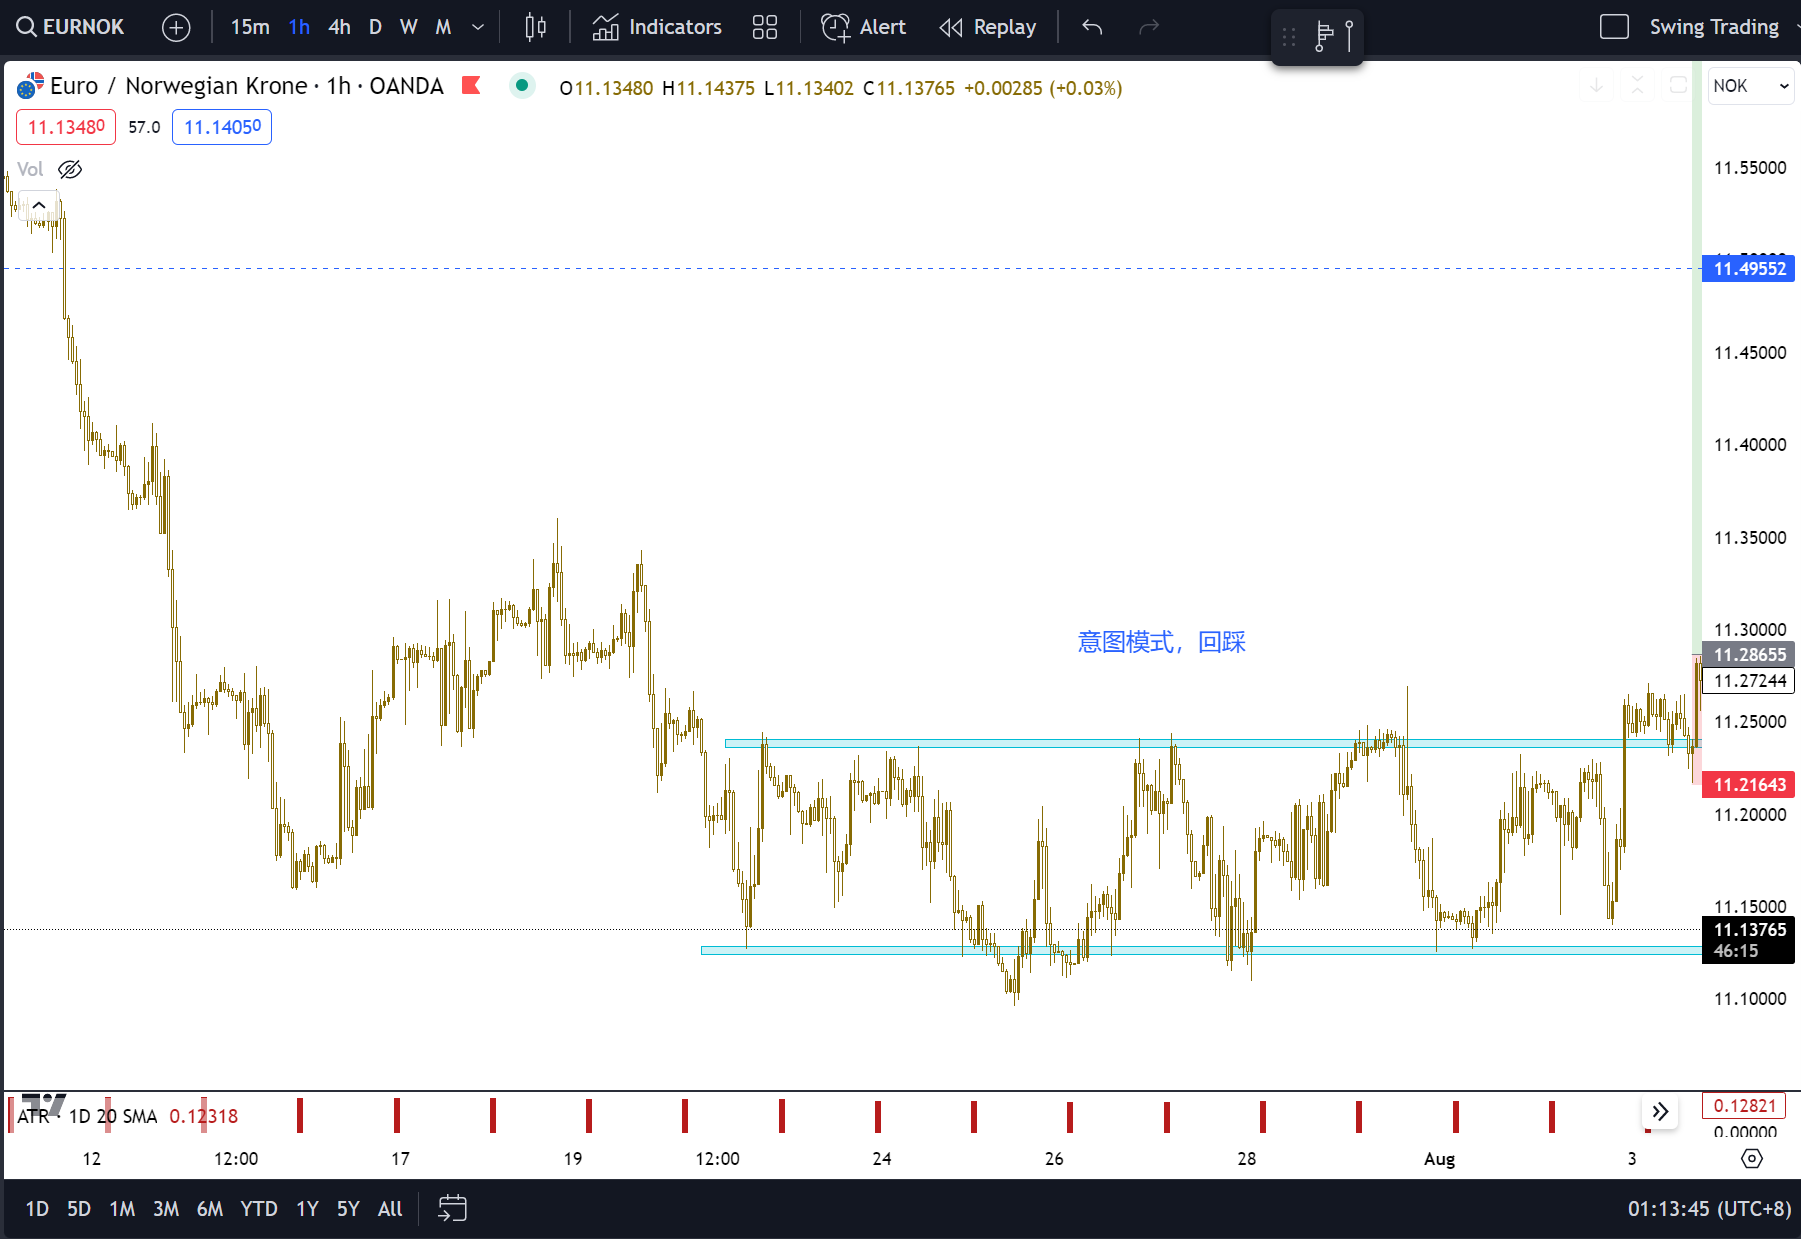 EURNOK 15m 1h 4h D W M Indicators Alert Replay Swing Trading
Euro / Norwegian Krone · 1h · OANDA O11.13480 H11.14375 L11.13402 C11.13765 +0.00285 (+0.03%) NOK
11.13480 57.0 11.14050
Vol
11.55000
11.49552
11.45000
11.40000
11.35000
11.30000
意图模式，回踩
11.28655
11.27244
11.25000
11.21643
11.20000
11.15000
11.13765
46:15
11.10000
ATR · 1D 20 SMA 0.12318 0.12821
0.00000
12 12:00 17 19 12:00 24 26 28 Aug 3
1D 5D 1M 3M 6M YTD 1Y 5Y All 01:13:45 (UTC+8)